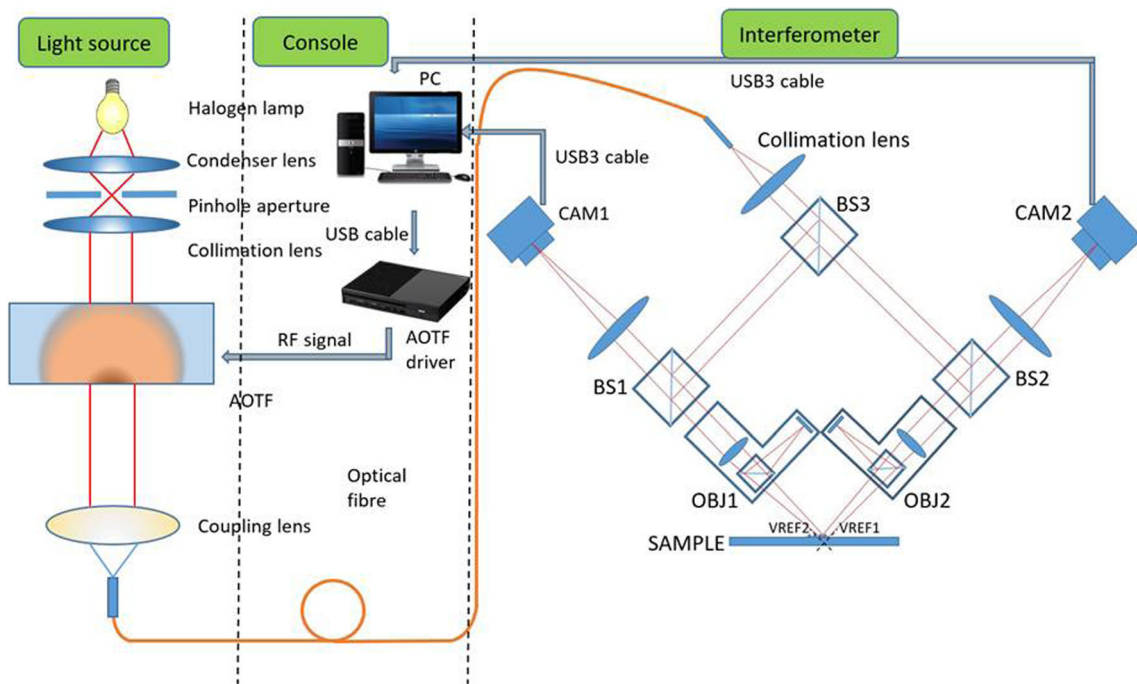 Light source
Console
Interferometer
USB3 cable
PC
Halogen lamp
Condenser lens
Pinhole aperture
Collimation lens
USB cable
USB3 cable
Collimation lens
CAM1
BS3
CAM2
RF signal
AOTF
driver
AOTF
BS1
BS2
Optical
fibre
OBJ1
OBJ2
Coupling lens
VREF2
VREF1
SAMPLE